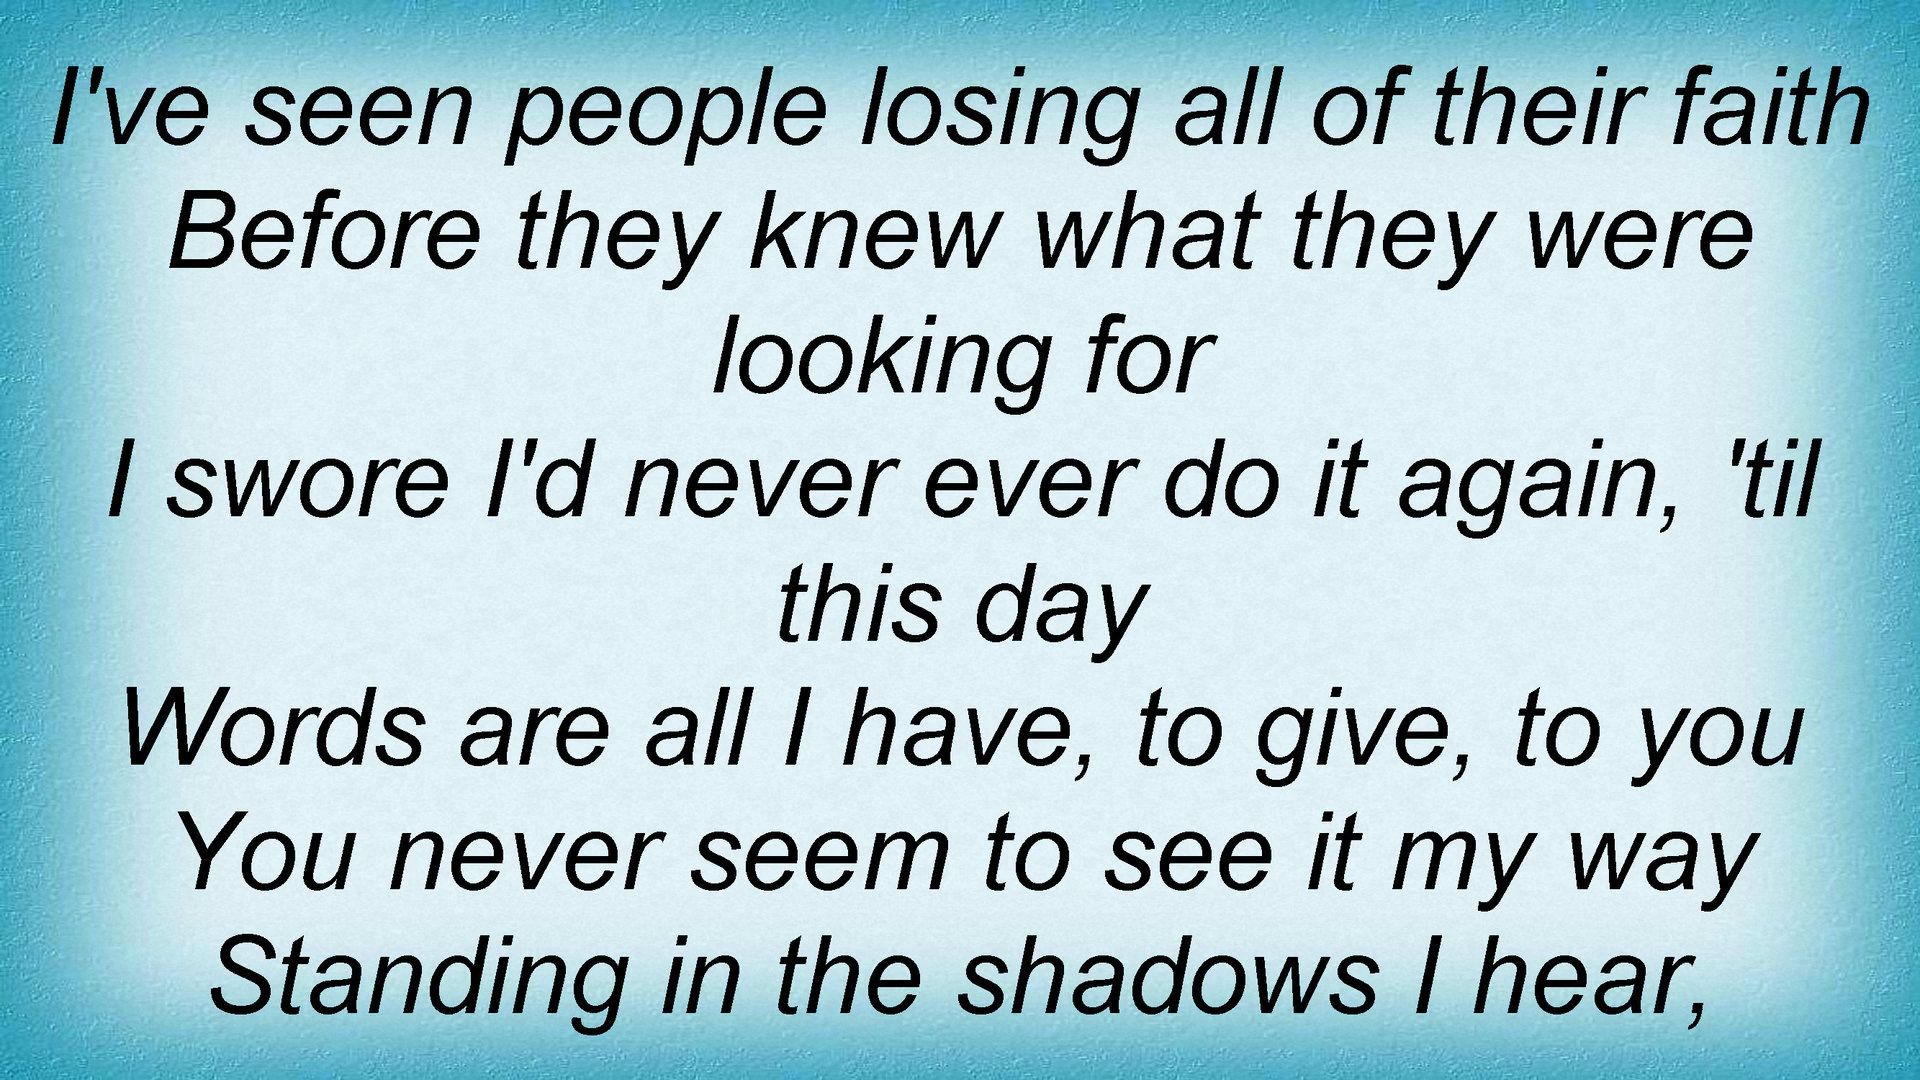 I've seen people losing all of their faith
Before they knew what they were
looking for
I swore I'd never ever do it again, 'til
this day
Words are all I have, to give, to you
You never seem to see it my way
Standing in the shadows I hear,